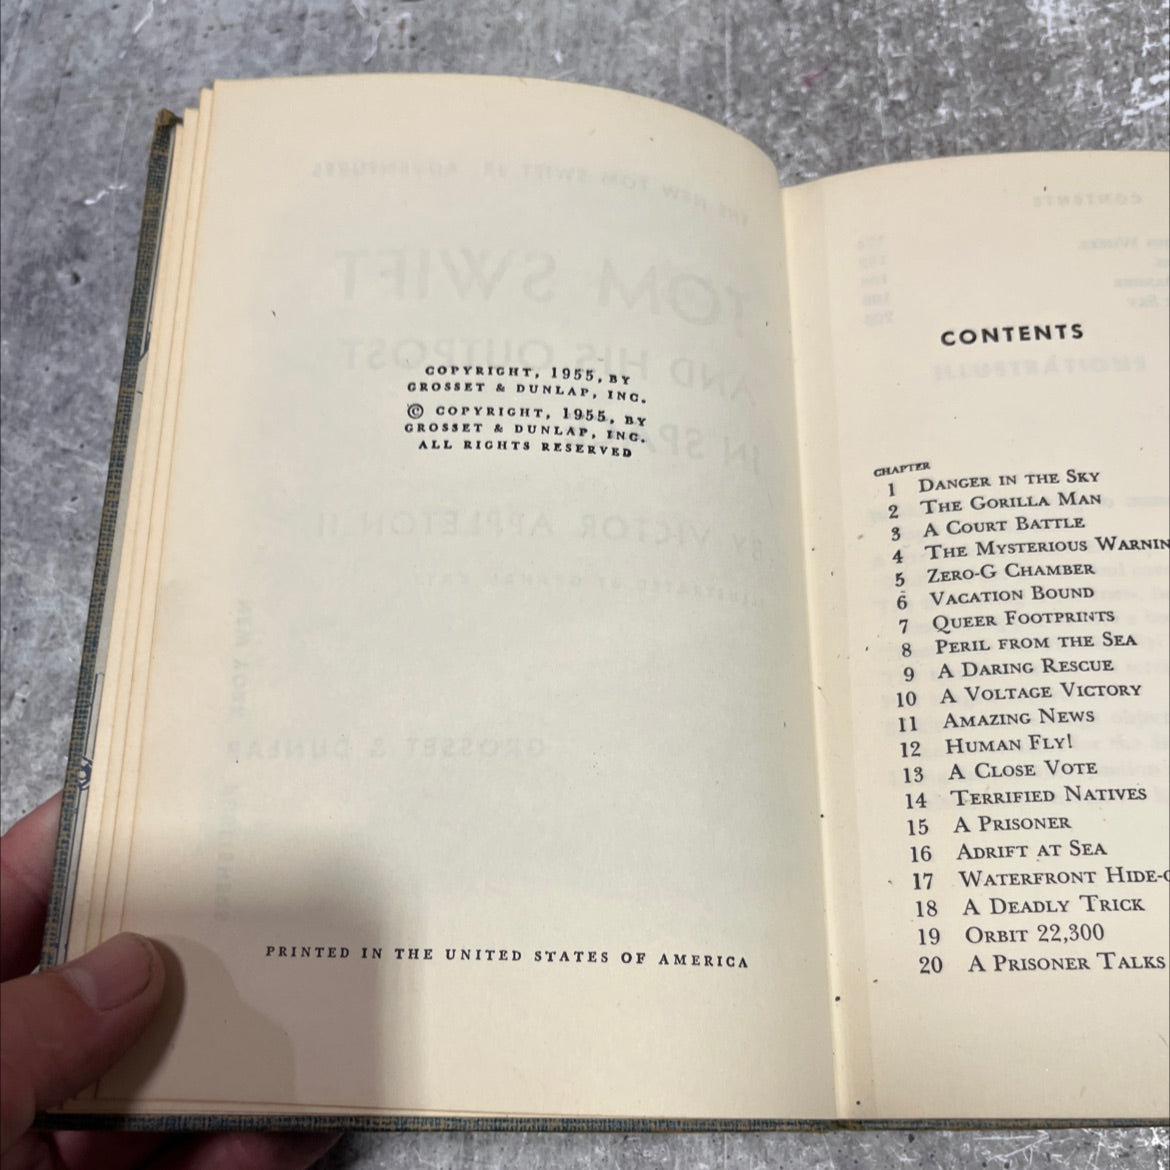 COPYRIGHT, 1955, BY
GROSSET & DUNLAP, INC.
© COPYRIGHT, 1955, BY
GROSSET & DUNLAP, INC.
ALL RIGHTS RESERVED
PRINTED IN THE UNITED STATES OF AMERICA
CONTENTS
CHAPTER
1 DANGER IN THE SKY
2 THE GORILLA MAN
3 A COURT BATTLE
4 THE MYSTERIOUS WARNIN
5 ZERO-G CHAMBER
6 VACATION BOUND
7 QUEER FOOTPRINTS
8 PERIL FROM THE SEA
9 A DARING RESCUE
10 A VOLTAGE VICTORY
11 AMAZING NEWS
12 HUMAN FLY!
13 A CLOSE VOTE
14 TERRIFIED NATIVES
15 A PRISONER
16 ADRIFT AT SEA
17 WATERFRONT HIDE-
18 A DEADLY TRICK
19 ORBIT 22,300
20 A PRISONER TALKS